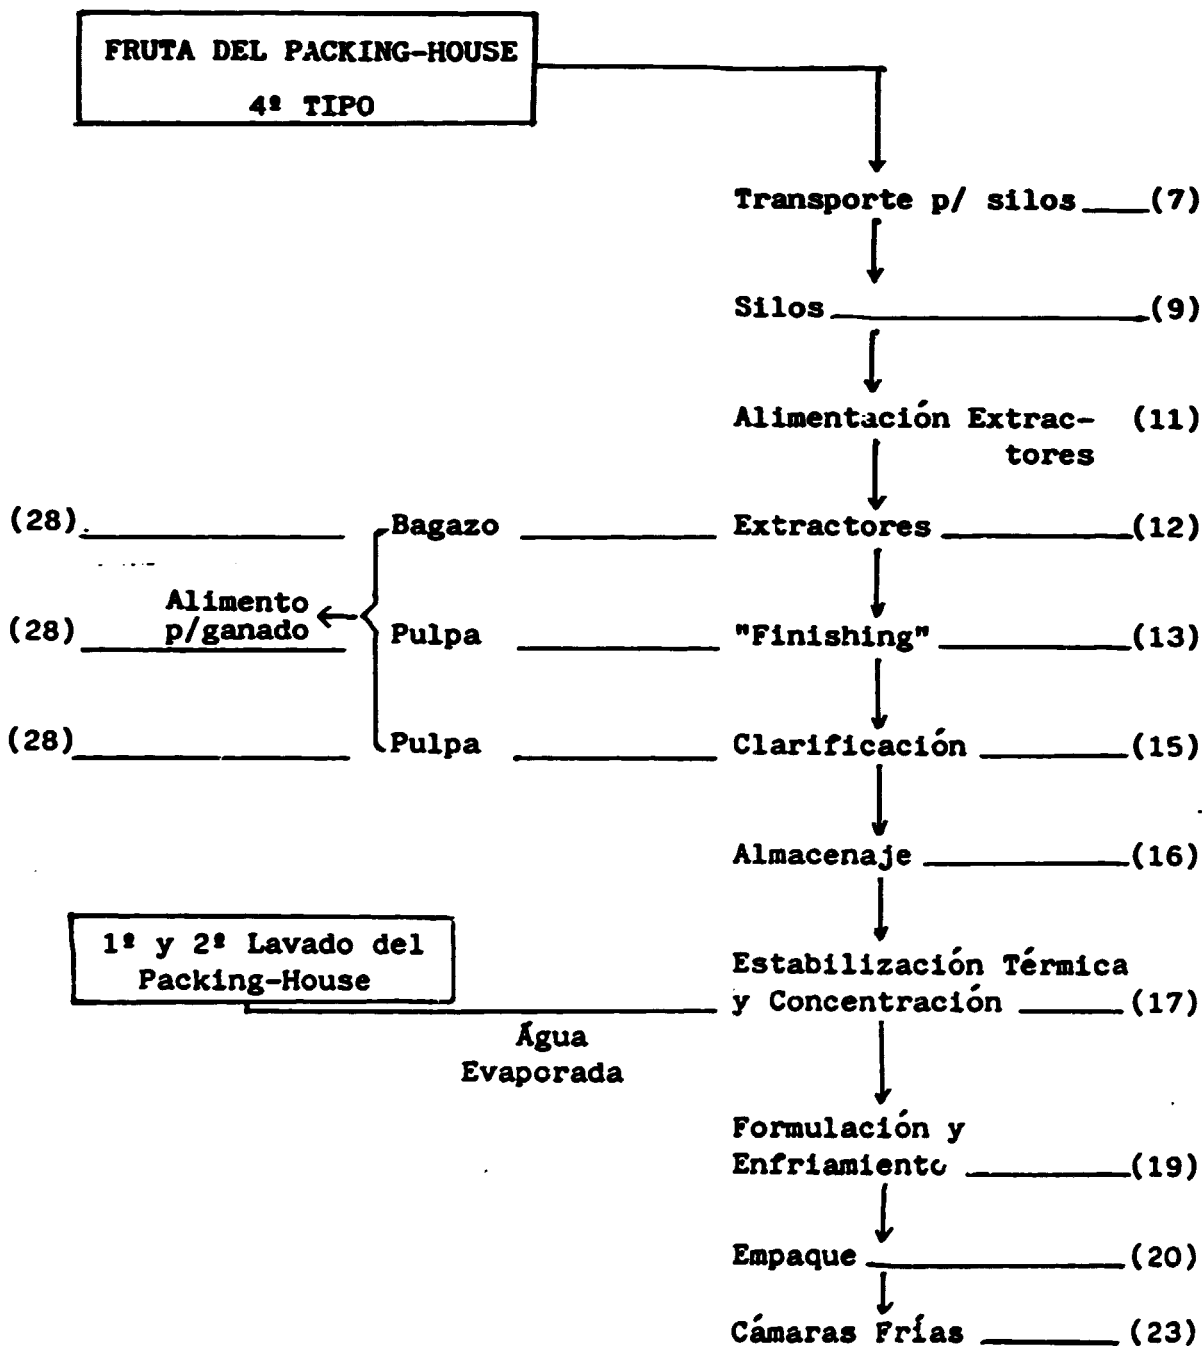 FRUTA DEL PACKING-HOUSE
4º TIPO
Transporte p/ silos (7)
Silos (9)
Alimentación Extrac- (11)
tores
(28) Bagazo Extractores (12)
Alimento
(28) p/ganado Pulpa "Finishing" (13)
(28) Pulpa Clarificación (15)
Almacenaje (16)
1º y 2º Lavado del
Packing-House
Estabilización Térmica
y Concentración (17)
Água
Evaporada
Formulación y
Enfriamiento (19)
Empaque (20)
Cámaras Frías (23)